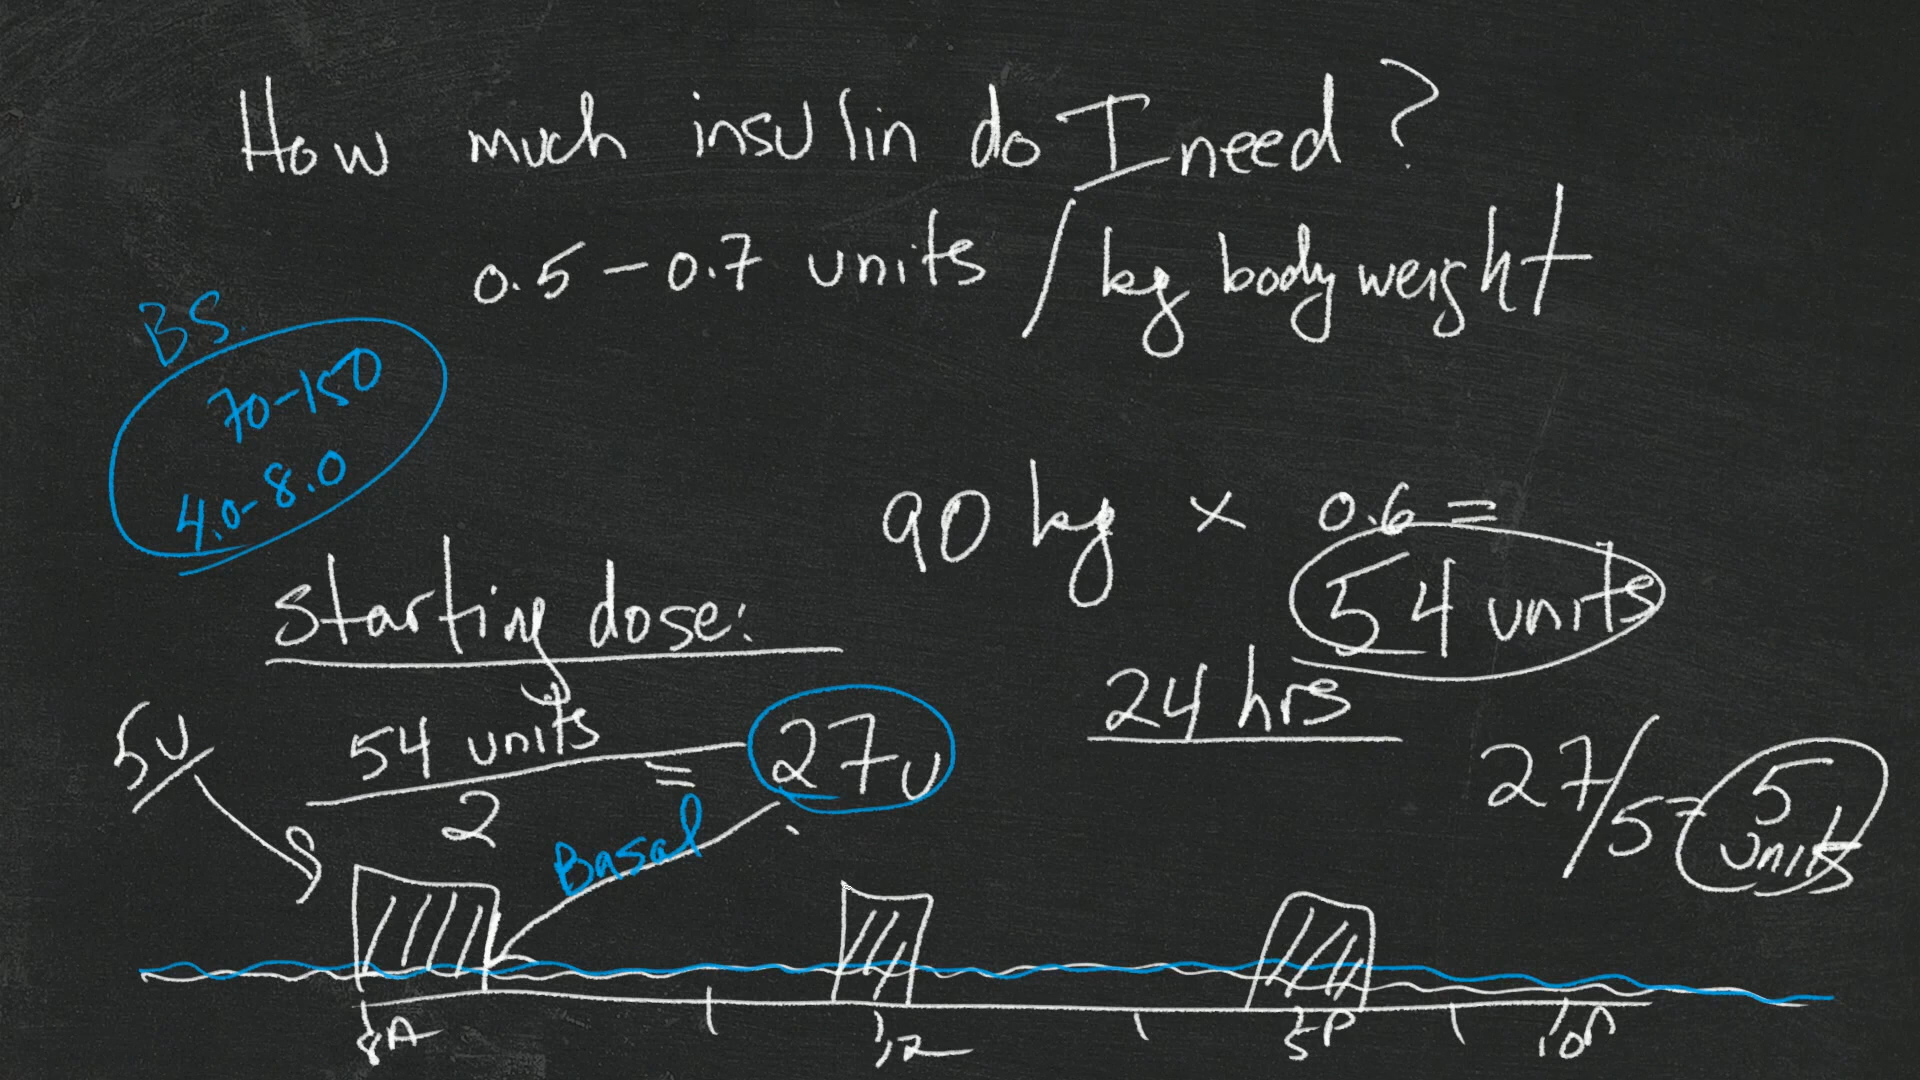 How much insulin do I need?
0.5-0.7 units / kg body weight
BS.
70-150
4.0-8.0
90 kg x 0.6 =
54 units
24 hrs
starting dose:
5u
54 units
2
= 27u
27/5 = 5 units
Basal
8A
12
5P
10P